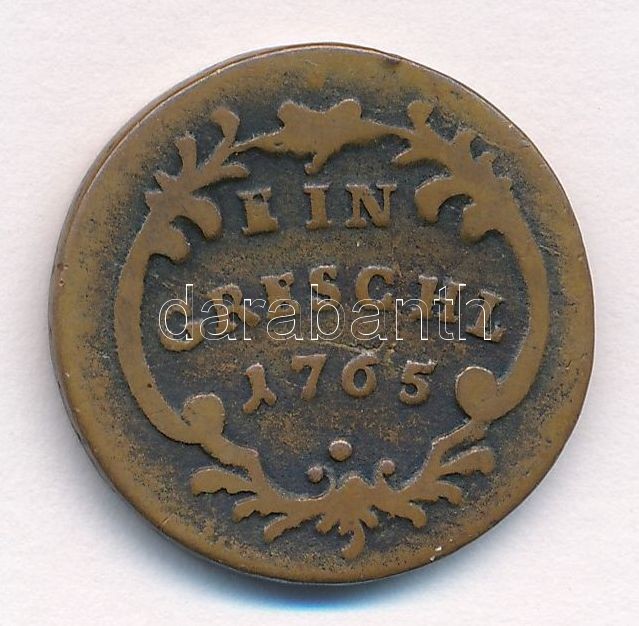 EIN
GRESCHL
1765
darabanth